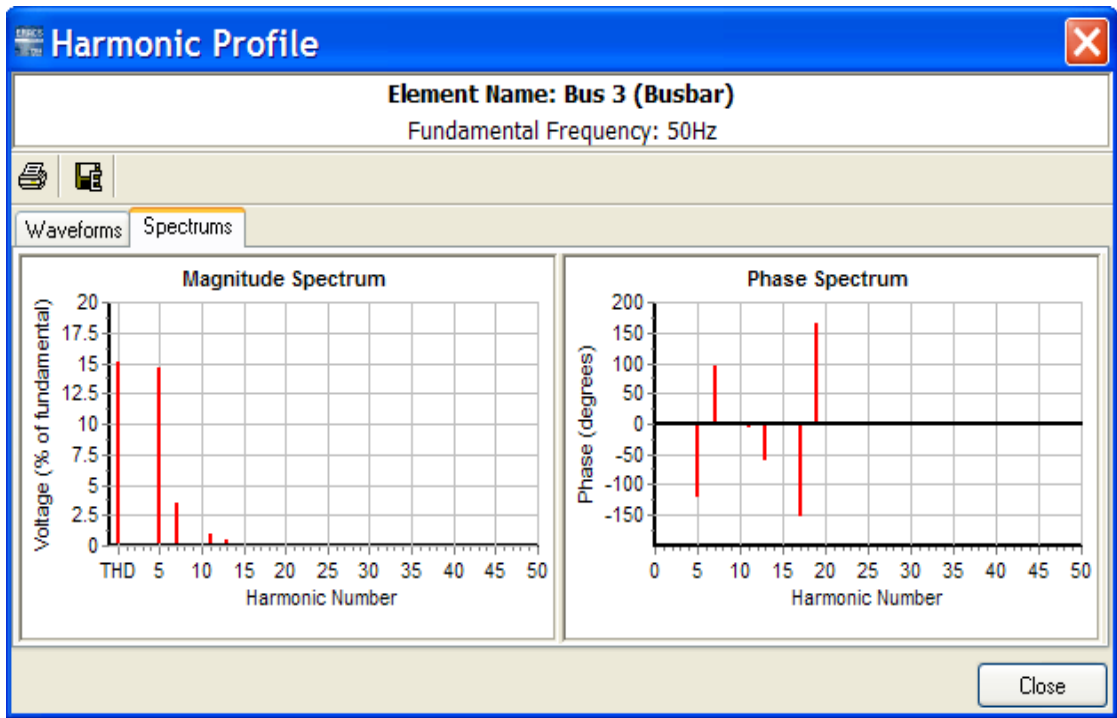 Harmonic Profile
Element Name: Bus 3 (Busbar)
Fundamental Frequency: 50Hz
Waveforms
Spectrums
Magnitude Spectrum
Voltage (% of fundamental)
20
17.5
15
12.5
10
7.5
5
2.5
0
THD 5 10 15 20 25 30 35 40 45 50
Harmonic Number
Phase Spectrum
Phase (degrees)
200
150
100
50
0
-50
-100
-150
0 5 10 15 20 25 30 35 40 45 50
Harmonic Number
Close